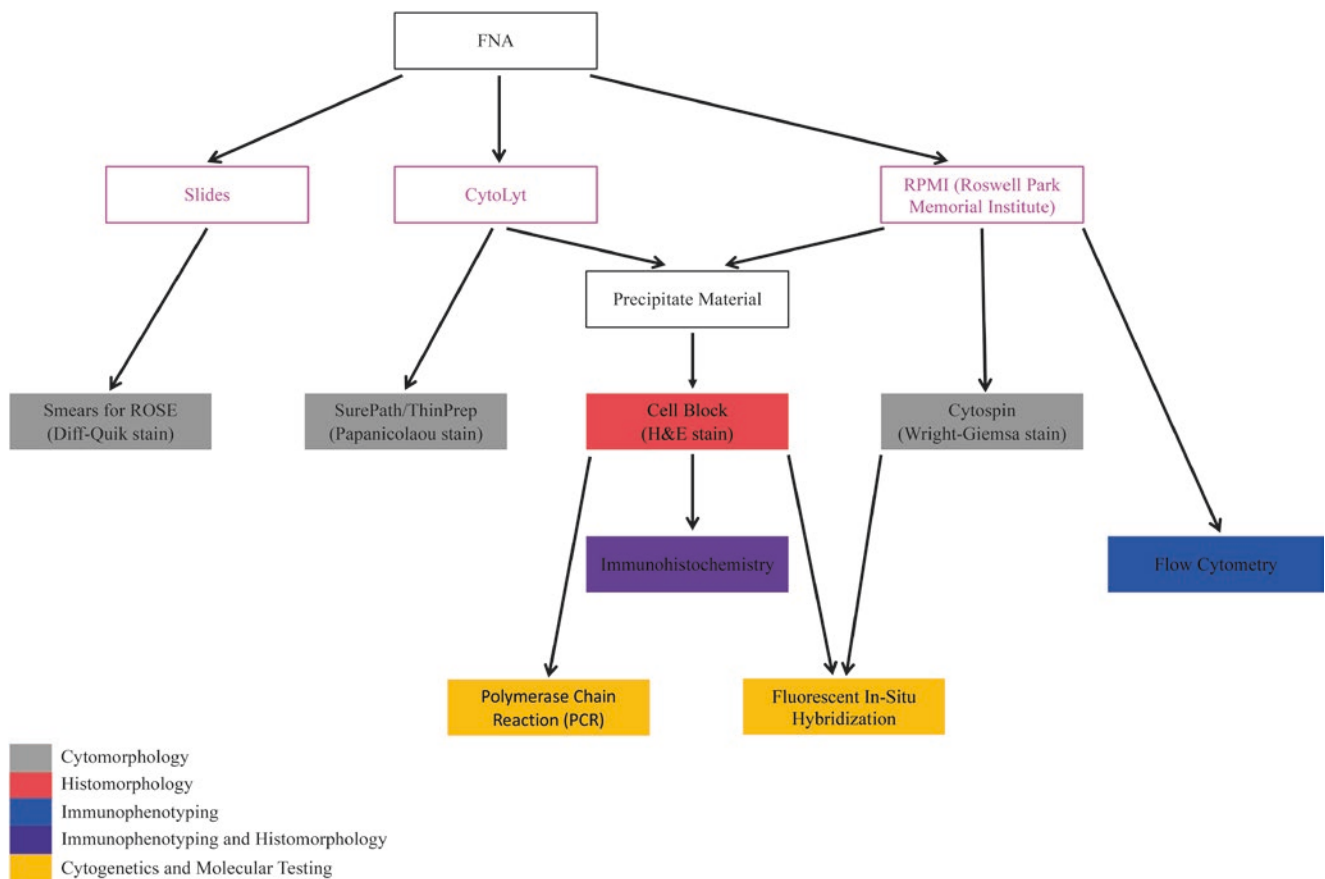 FNA
Slides
CytoLyt
RPMI (Roswell Park
Memorial Institute)
Precipitate Material
Smears for ROSE
(Diff-Quik stain)
SurePath/ThinPrep
(Papanicolaou stain)
Cell Block
(H&E stain)
Cytospin
(Wright-Giemsa stain)
Immunohistochemistry
Flow Cytometry
Polymerase Chain
Reaction (PCR)
Fluorescent In-Situ
Hybridization
Cytomorphology
Histomorphology
Immunophenotyping
Immunophenotyping and Histomorphology
Cytogenetics and Molecular Testing